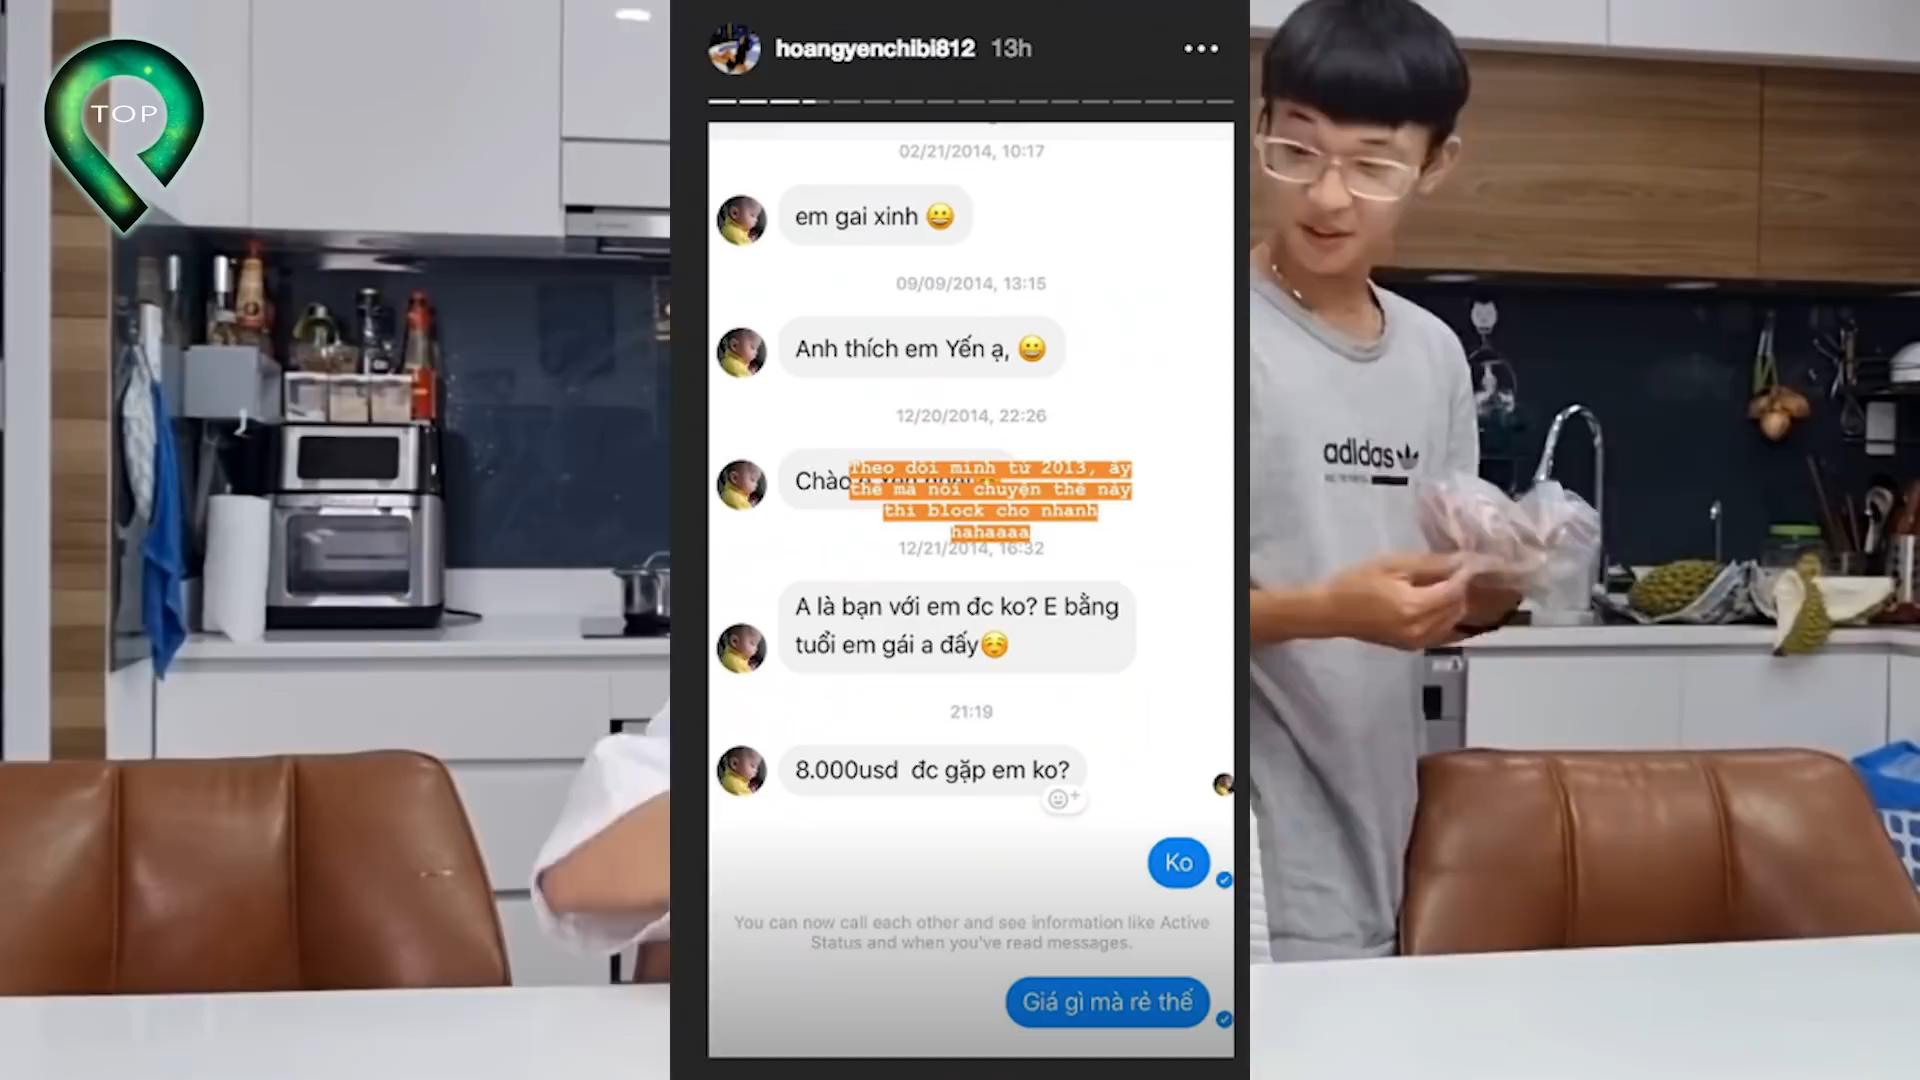 TOP
hoangyenchibi812 13h
02/21/2014, 10:17
em gai xinh
09/09/2014, 13:15
Anh thích em Yến ạ,
12/20/2014, 22:26
Chào
Theo dõi mình từ 2013, ấy
thế mà nói chuyện thế này
thì block cho nhanh
hahaaaa
12/21/2014, 16:32
A là bạn với em đc ko? E bằng
tuổi em gái a đấy
21:19
8.000usd đc gặp em ko?
Ko
You can now call each other and see information like Active
Status and when you've read messages.
Giá gì mà rẻ thế
adidas